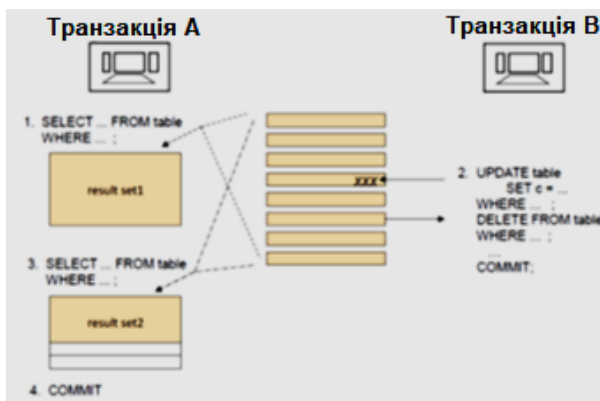 Транзакція А
Транзакція В
1. SELECT ... FROM table
WHERE ... ;
result set1
xxx
2. UPDATE table
SET c = ...
WHERE ... ;
DELETE FROM table
WHERE ... ;
...
COMMIT;
3. SELECT ... FROM table
WHERE ... ;
result set2
4. COMMIT